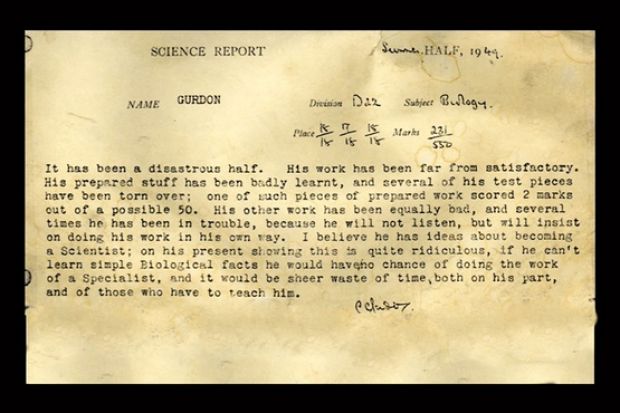 SCIENCE REPORT Summer HALF, 1949.
NAME GURDON Division D22 Subject Biology.
Place 18/18 17/18 18/18 Marks 231/550
It has been a disastrous half. His work has been far from satisfactory.
His prepared stuff has been badly learnt, and several of his test pieces
have been torn over; one of such pieces of prepared work scored 2 marks
out of a possible 50. His other work has been equally bad, and several
times he has been in trouble, because he will not listen, but will insist
on doing his work in his own way. I believe he has ideas about becoming
a Scientist; on his present showing this is quite ridiculous, if he can't
learn simple Biological facts he would have no chance of doing the work
of a Specialist, and it would be sheer waste of time, both on his part,
and of those who have to teach him.